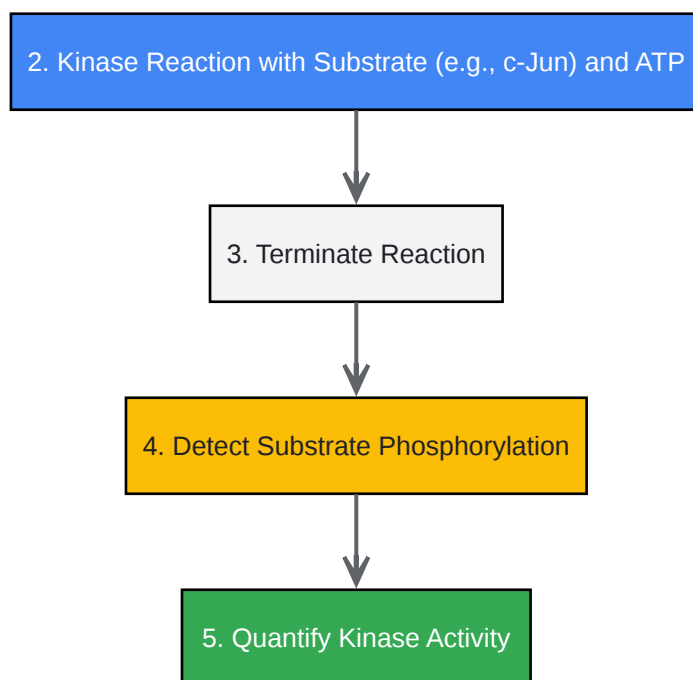 2. Kinase Reaction with Substrate (e.g., c-Jun) and ATP
3. Terminate Reaction
4. Detect Substrate Phosphorylation
5. Quantify Kinase Activity